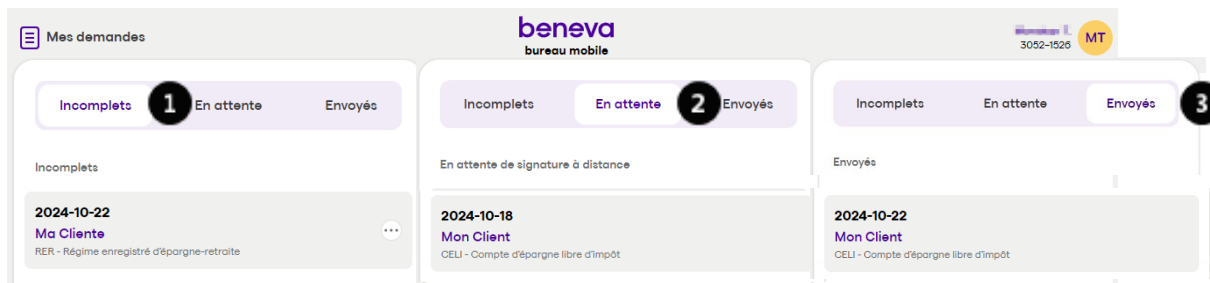 Mes demandes
beneva
bureau mobile
3052-1526
MT
Incomplets 1 En attente Envoyés
Incomplets
2024-10-22
Ma Cliente
RER - Régime enregistré d'épargne-retraite
Incomplets En attente 2 Envoyés
En attente de signature à distance
2024-10-18
Mon Client
CELI - Compte d'épargne libre d'impôt
Incomplets En attente Envoyés 3
Envoyés
2024-10-22
Mon Client
CELI - Compte d'épargne libre d'impôt